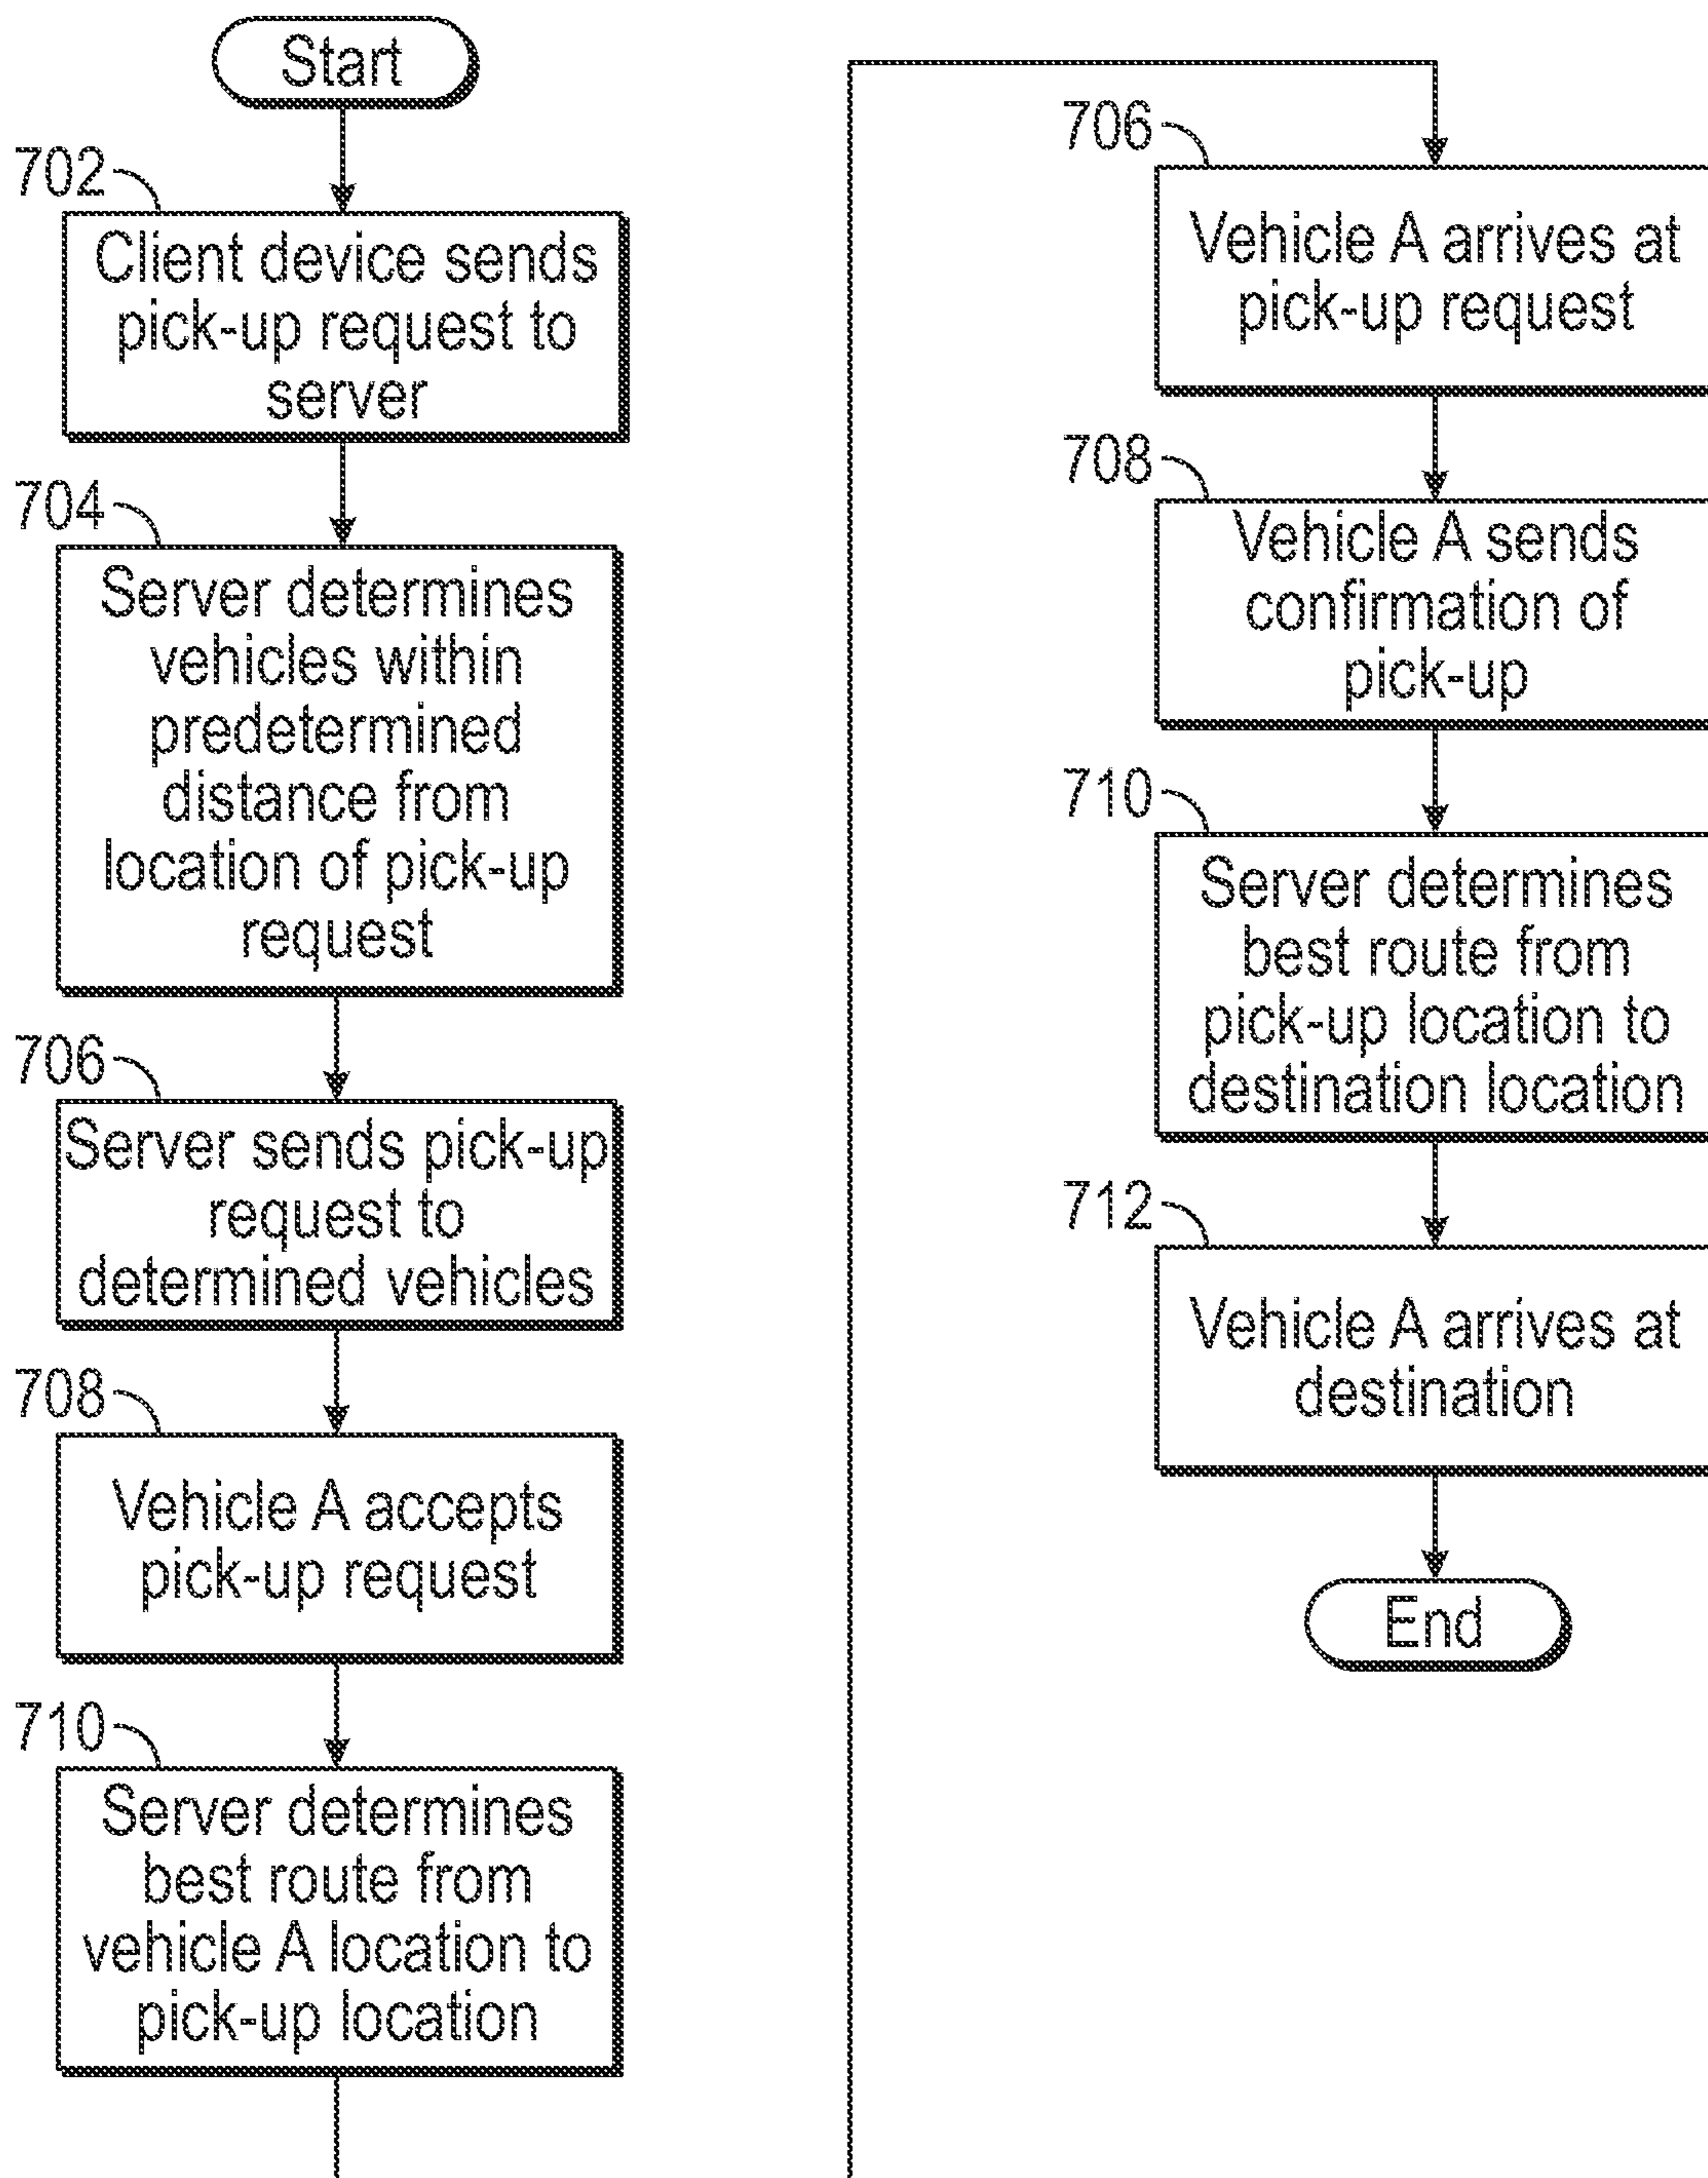 Start
702
Client device sends
pick-up request to
server
704
Server determines
vehicles within
predetermined
distance from
location of pick-up
request
706
Server sends pick-up
request to
determined vehicles
708
Vehicle A accepts
pick-up request
710
Server determines
best route from
vehicle A location to
pick-up location
706
Vehicle A arrives at
pick-up request
708
Vehicle A sends
confirmation of
pick-up
710
Server determines
best route from
pick-up location to
destination location
712
Vehicle A arrives at
destination
End